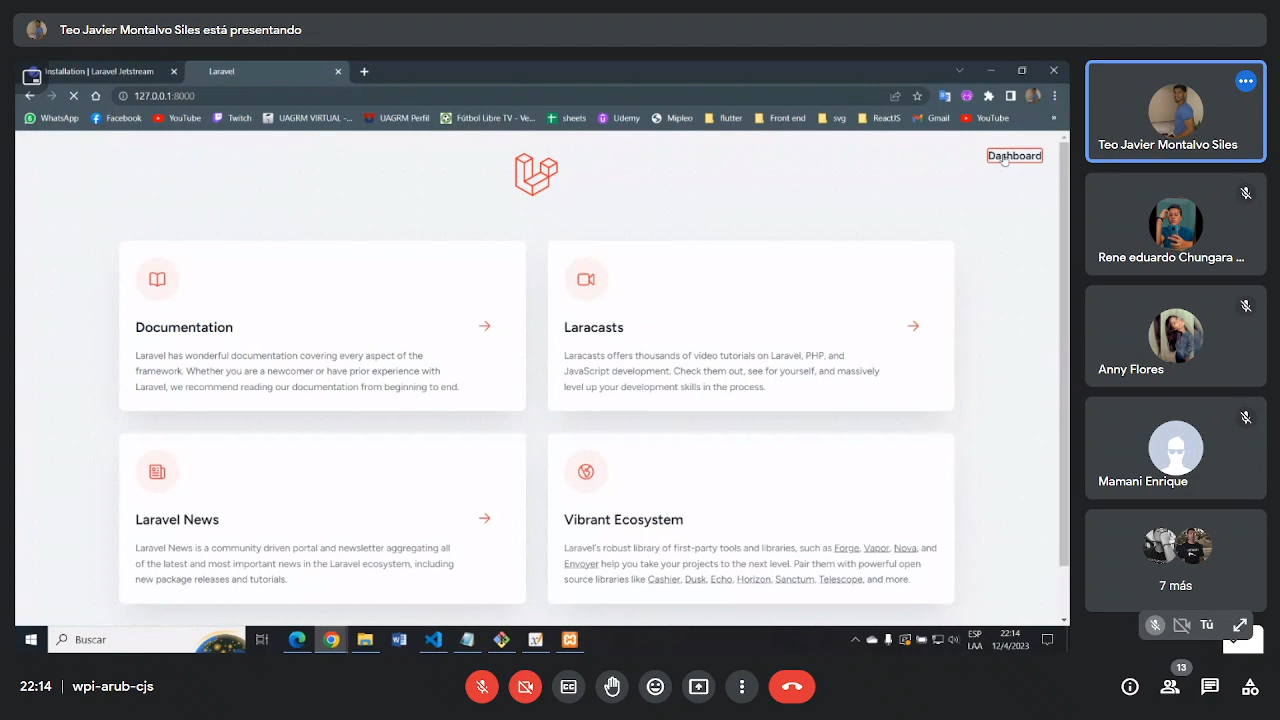 Teo Javier Montalvo Siles está presentando
Installation | Laravel Jetstream
Laravel
127.0.0.1:8000
WhatsApp
Facebook
YouTube
Twitch
UAGRM VIRTUAL -...
UAGRM Perfil
Fútbol Libre TV - Ve...
sheets
Udemy
Mipleo
flutter
Front end
svg
ReactJS
Gmail
YouTube
»
Dashboard
Documentation
Laravel has wonderful documentation covering every aspect of the
framework. Whether you are a newcomer or have prior experience with
Laravel, we recommend reading our documentation from beginning to end.
Laracasts
Laracasts offers thousands of video tutorials on Laravel, PHP, and
JavaScript development. Check them out, see for yourself, and massively
level up your development skills in the process.
Laravel News
Laravel News is a community driven portal and newsletter aggregating all
of the latest and most important news in the Laravel ecosystem, including
new package releases and tutorials.
Vibrant Ecosystem
Laravel's robust library of first-party tools and libraries, such as Forge, Vapor, Nova, and
Envoyer help you take your projects to the next level. Pair them with powerful open
source libraries like Cashier, Dusk, Echo, Horizon, Sanctum, Telescope, and more.
Buscar
ESP
LAA
22:14
12/4/2023
Teo Javier Montalvo Siles
Rene eduardo Chungara ...
Anny Flores
Mamani Enrique
7 más
Tú
22:14 | wpi-arub-cjs
13